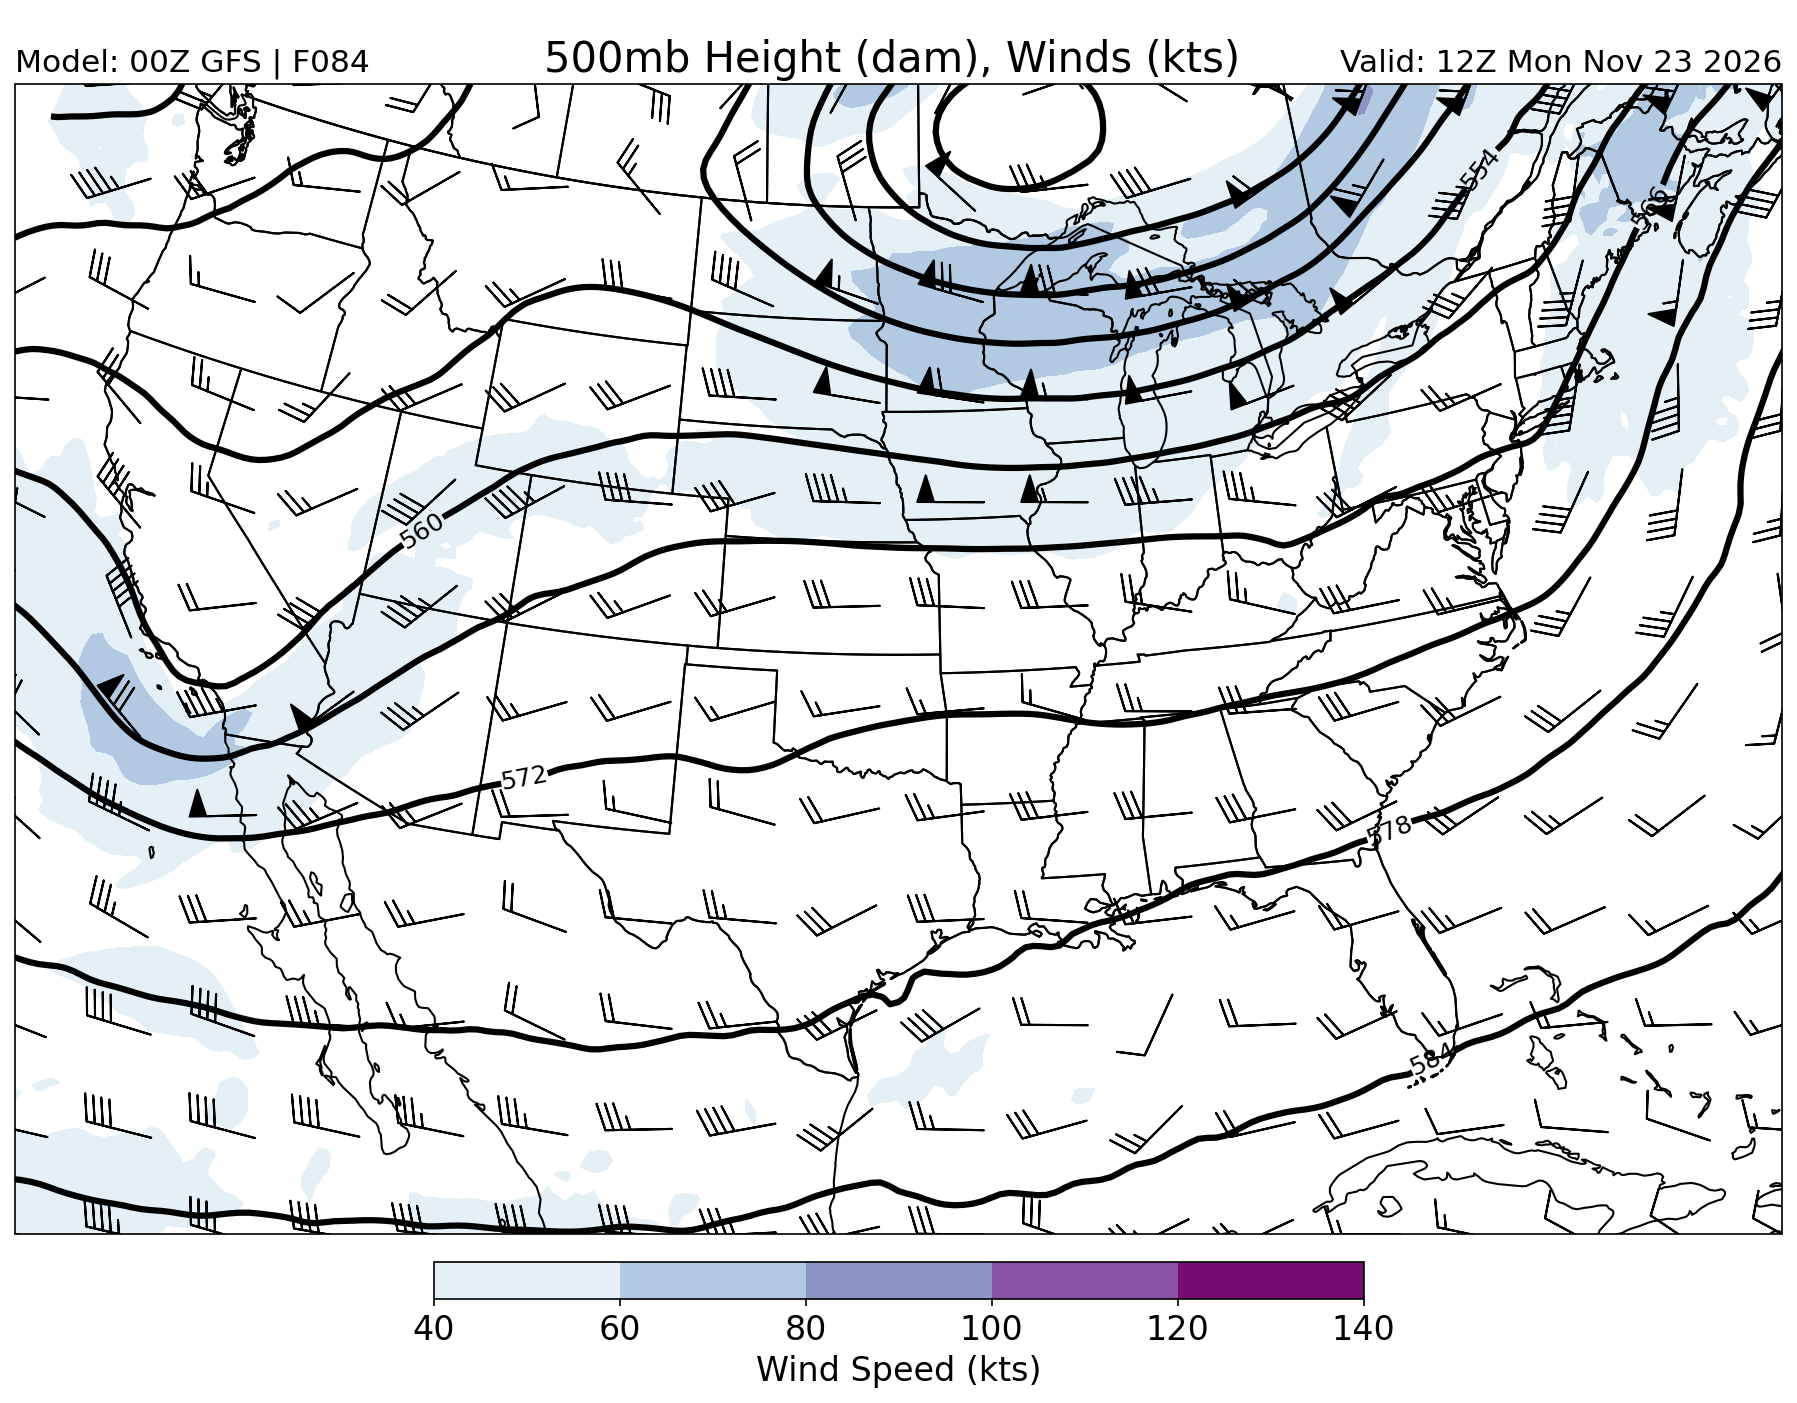 Model: 00Z GFS | F084
500mb Height (dam), Winds (kts)
Valid: 12Z Mon Nov 23 2026
554
566
560
572
578
584
40 60 80 100 120 140
Wind Speed (kts)